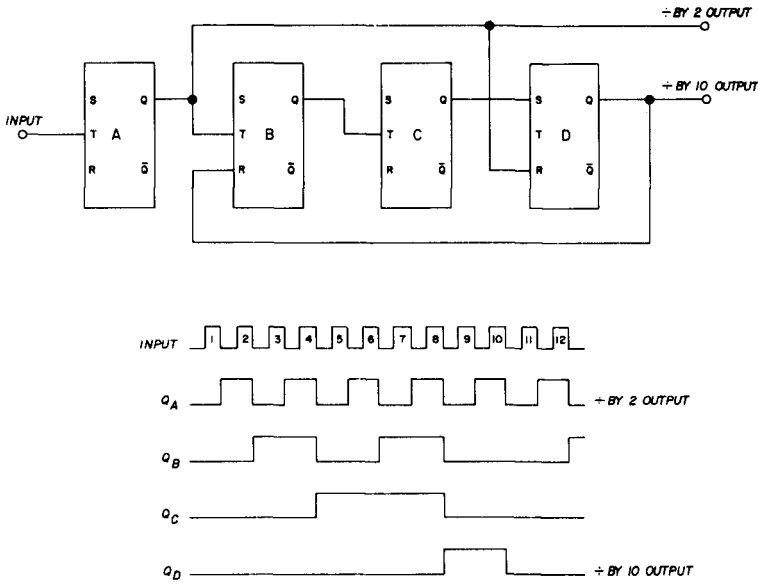 ÷ BY 2 OUTPUT
÷ BY 10 OUTPUT
S Q S Q S Q S Q
INPUT
T A T B T C T D
R Q̅ R Q̅ R Q̅ R Q̅
INPUT 1 2 3 4 5 6 7 8 9 10 11 12
QA ÷ BY 2 OUTPUT
QB
QC
QD ÷ BY 10 OUTPUT